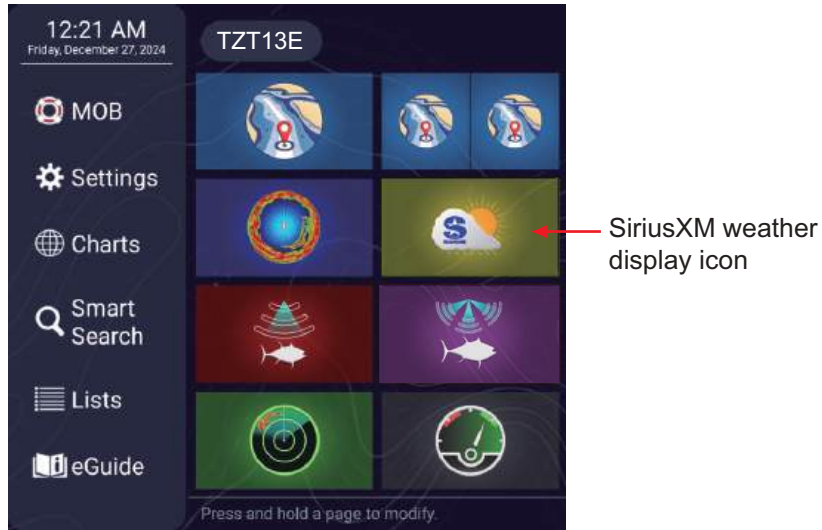 12:21 AM
Friday, December 27, 2024
TZT13E
MOB
Settings
Charts
Smart
Search
Lists
eGuide
S
SiriusXM weather
display icon
Press and hold a page to modify.